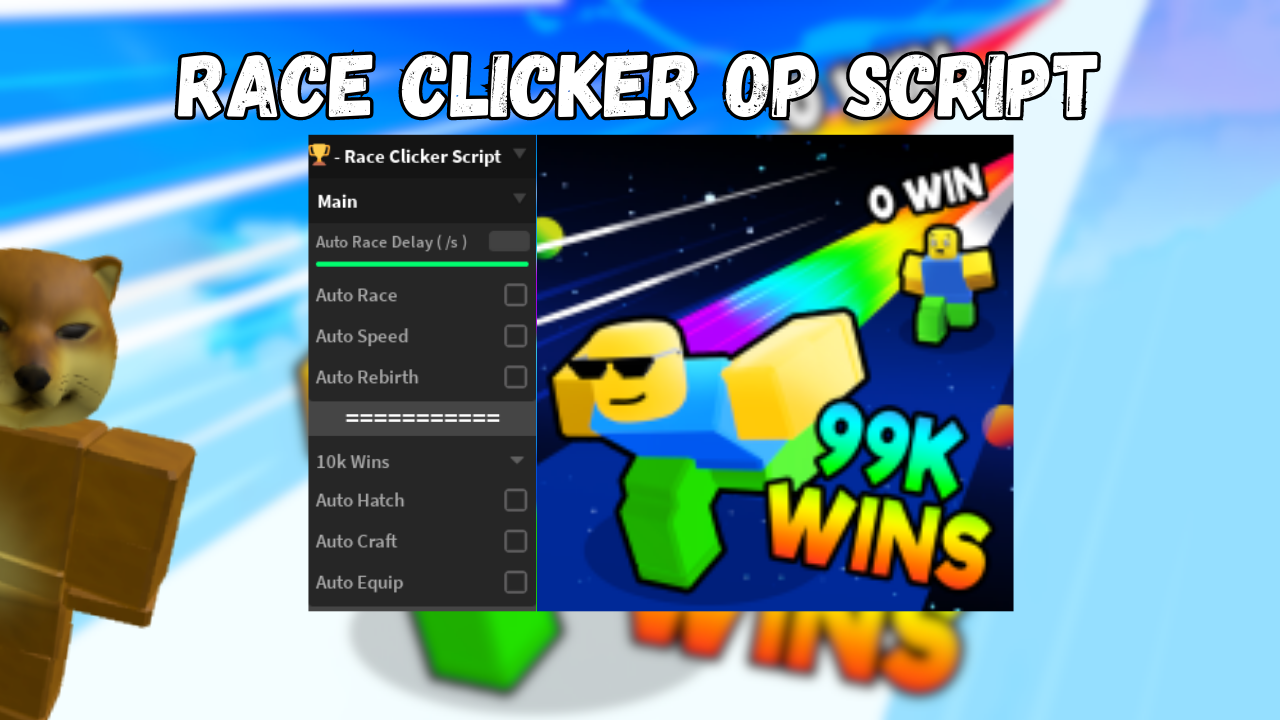 RACE CLICKER OP SCRIPT
🏆 - Race Clicker Script
Main
Auto Race Delay ( /s )
Auto Race
Auto Speed
Auto Rebirth
===========
10k Wins
Auto Hatch
Auto Craft
Auto Equip
0 WIN
99K
WINS
WINS